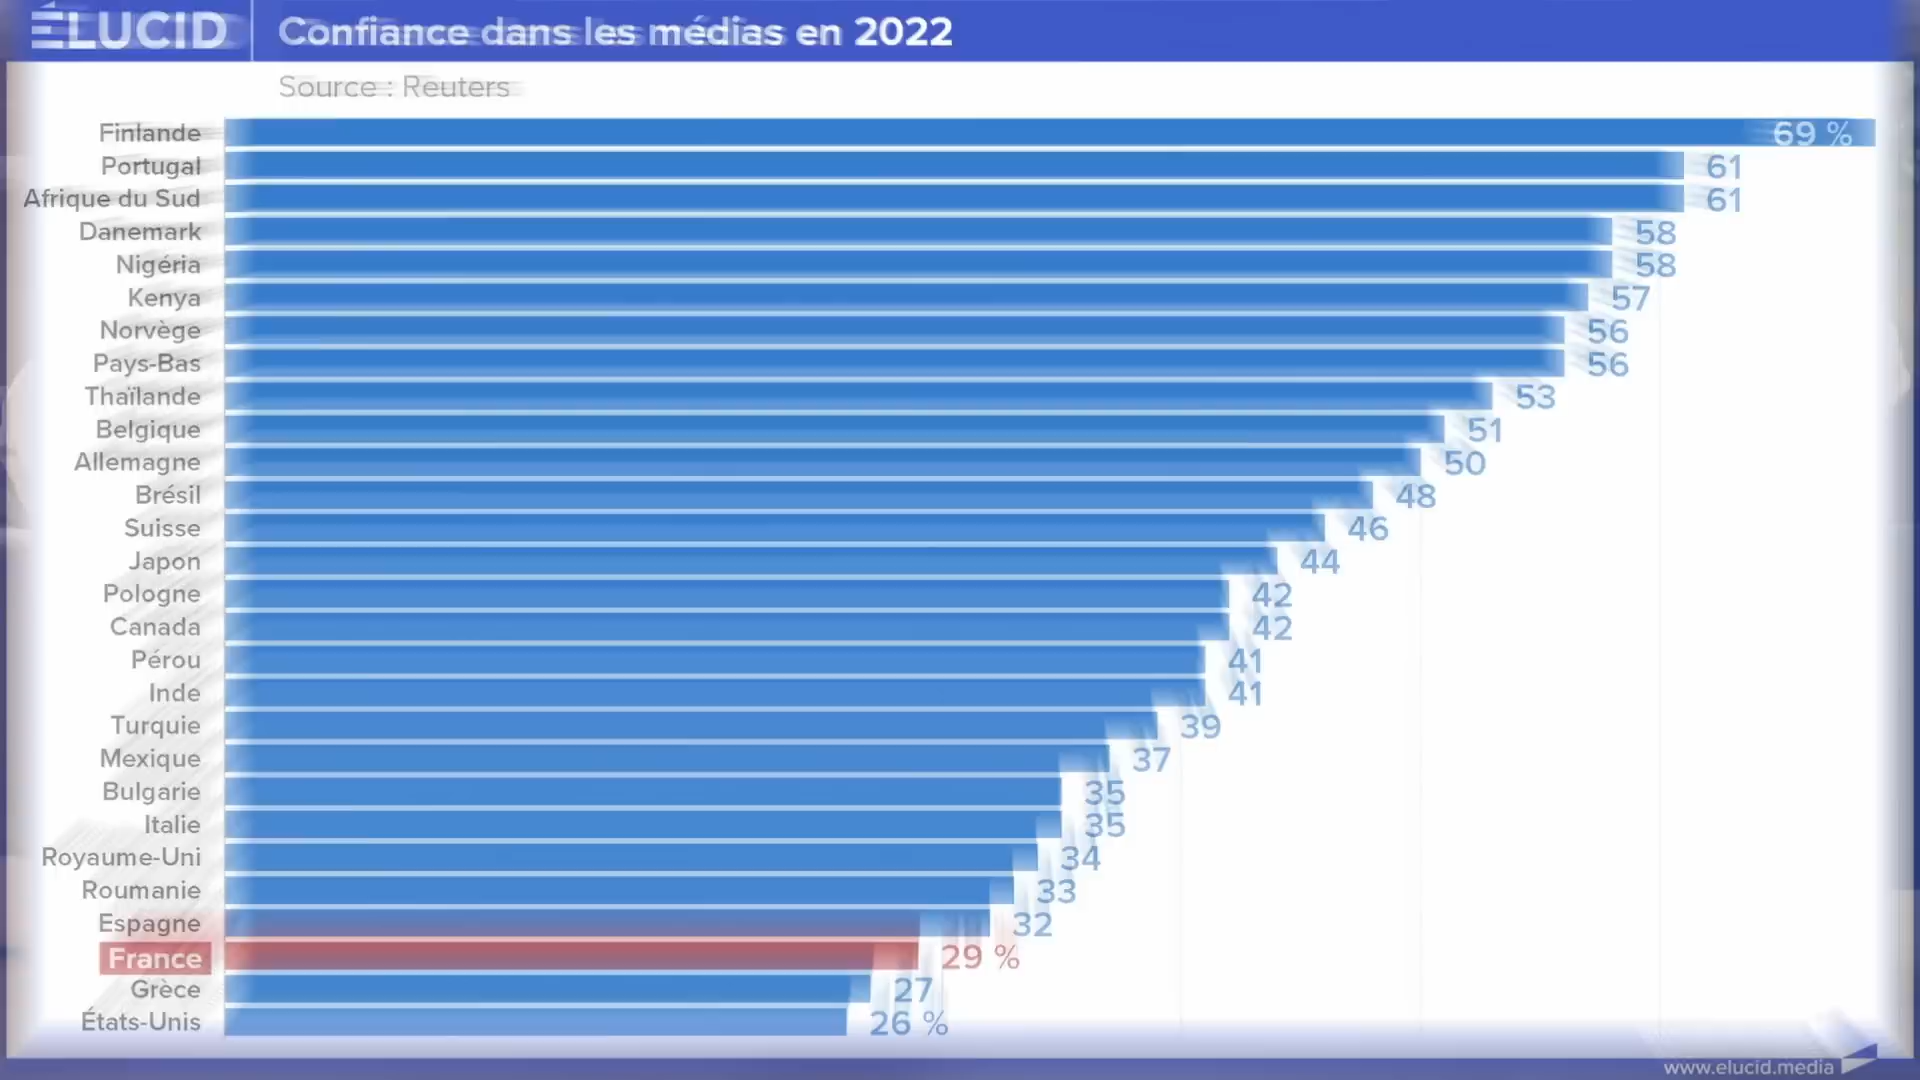 ÉLUCID Confiance dans les médias en 2022
Source : Reuters
Finlande 69 %
Portugal 61
Afrique du Sud 61
Danemark 58
Nigéria 58
Kenya 57
Norvège 56
Pays-Bas 56
Thaïlande 53
Belgique 51
Allemagne 50
Brésil 48
Suisse 46
Japon 44
Pologne 42
Canada 42
Pérou 41
Inde 41
Turquie 39
Mexique 37
Bulgarie 35
Italie 35
Royaume-Uni 34
Roumanie 33
Espagne 32
France 29 %
Grèce 27
États-Unis 26 %
www.elucid.media